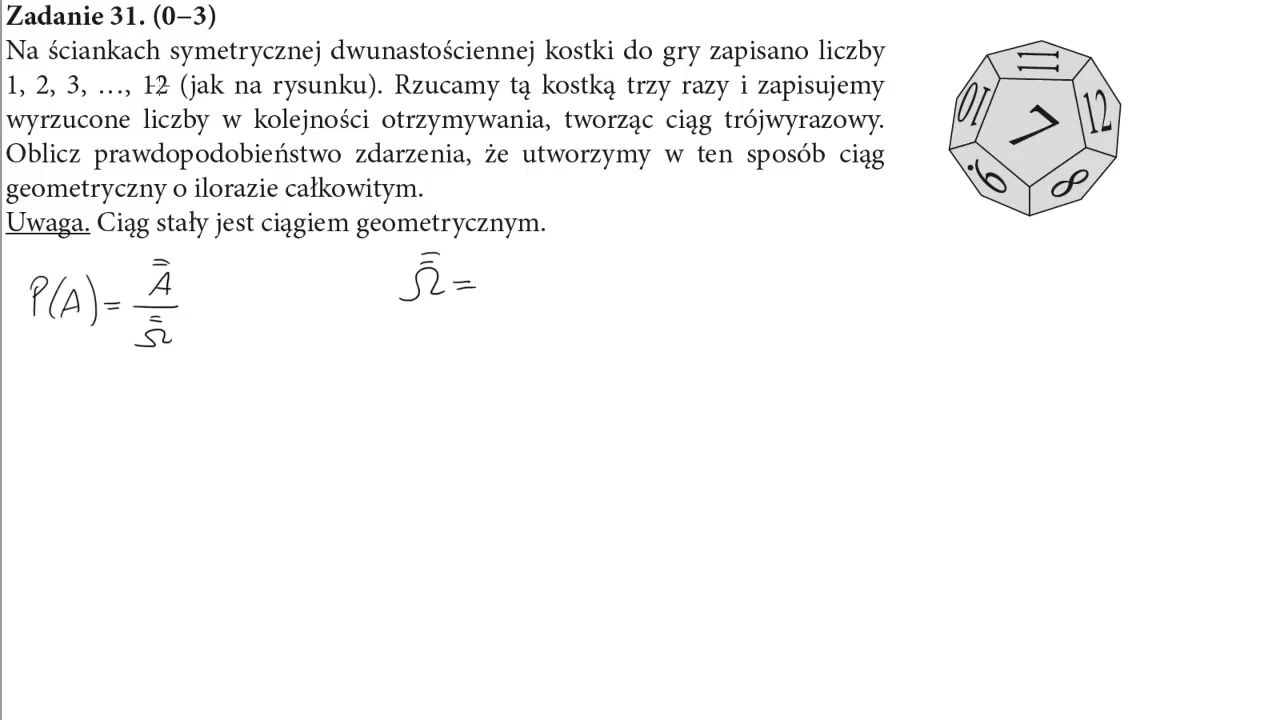 Zadanie 31. (0–3)
Na ściankach symetrycznej dwunastościennej kostki do gry zapisano liczby
1, 2, 3, …, 12 (jak na rysunku). Rzucamy tą kostką trzy razy i zapisujemy
wyrzucone liczby w kolejności otrzymywania, tworząc ciąg trójwyrazowy.
Oblicz prawdopodobieństwo zdarzenia, że utworzymy w ten sposób ciąg
geometryczny o ilorazie całkowitym.
Uwaga. Ciąg stały jest ciągiem geometrycznym.
11
10
7
12
9.
8
P(A) = A̿ / Ω̿
Ω̿ =